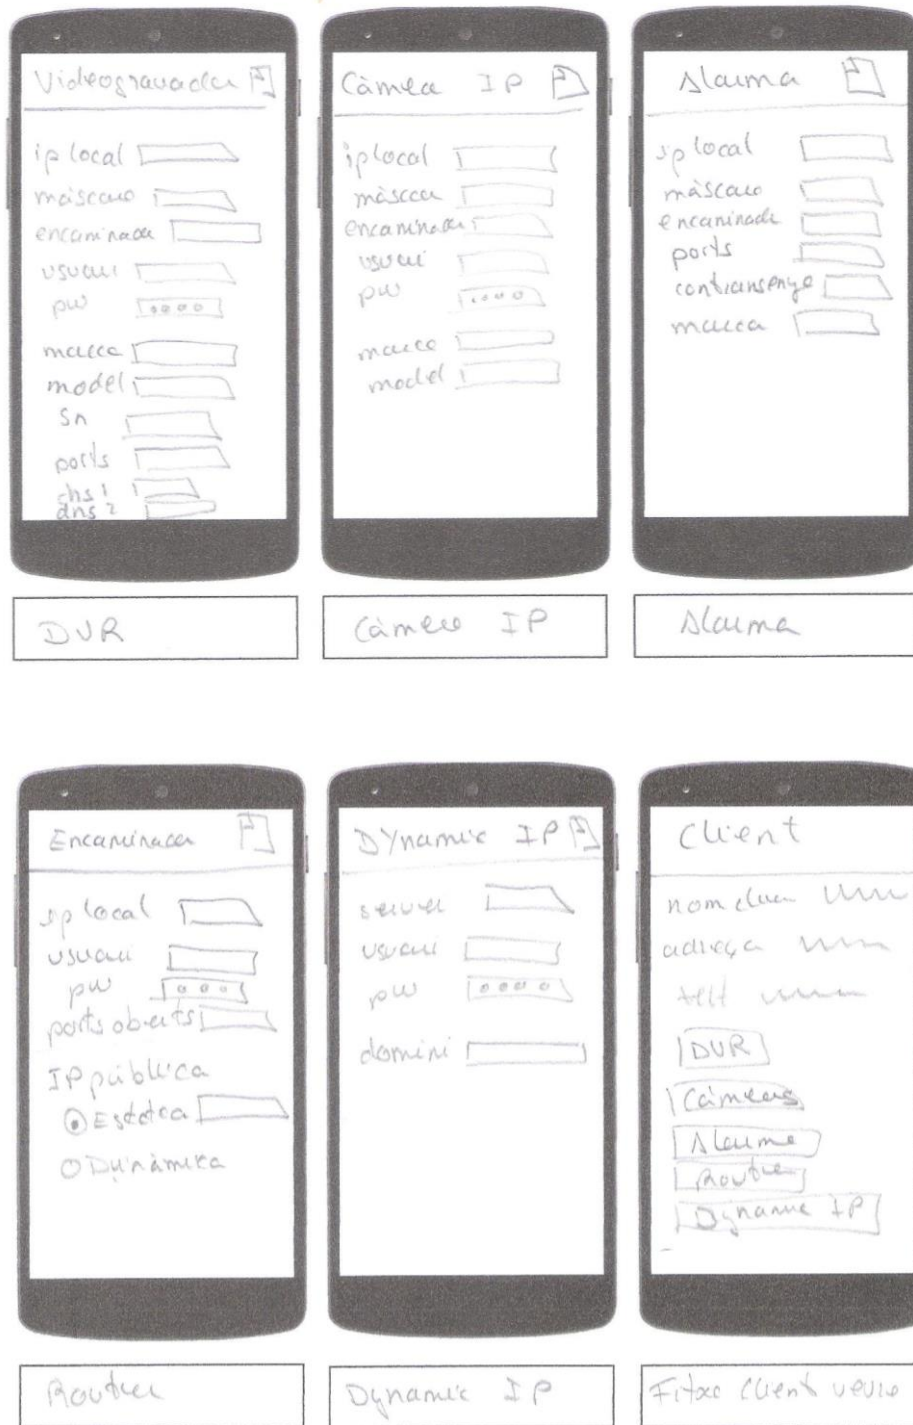 Videogravador
ip local
màscara
encaminador
usuari
pw
marca
model
sn
ports
dns 1
dns 2
DVR
Càmera IP
ip local
màscara
encaminador
usuari
pw
marca
model
Càmera IP
Alarma
ip local
màscara
encaminador
ports
contrasenya
marca
Alarma
Encaminador
ip local
usuari
pw
ports oberts
IP pública
Estàtica
Dinàmica
Router
Dynamic IP
server
usuari
pw
domini
Dynamic IP
Client
nom
adreça
telf
DVR
Càmeras
Alarma
Router
Dynamic IP
Fitxa client